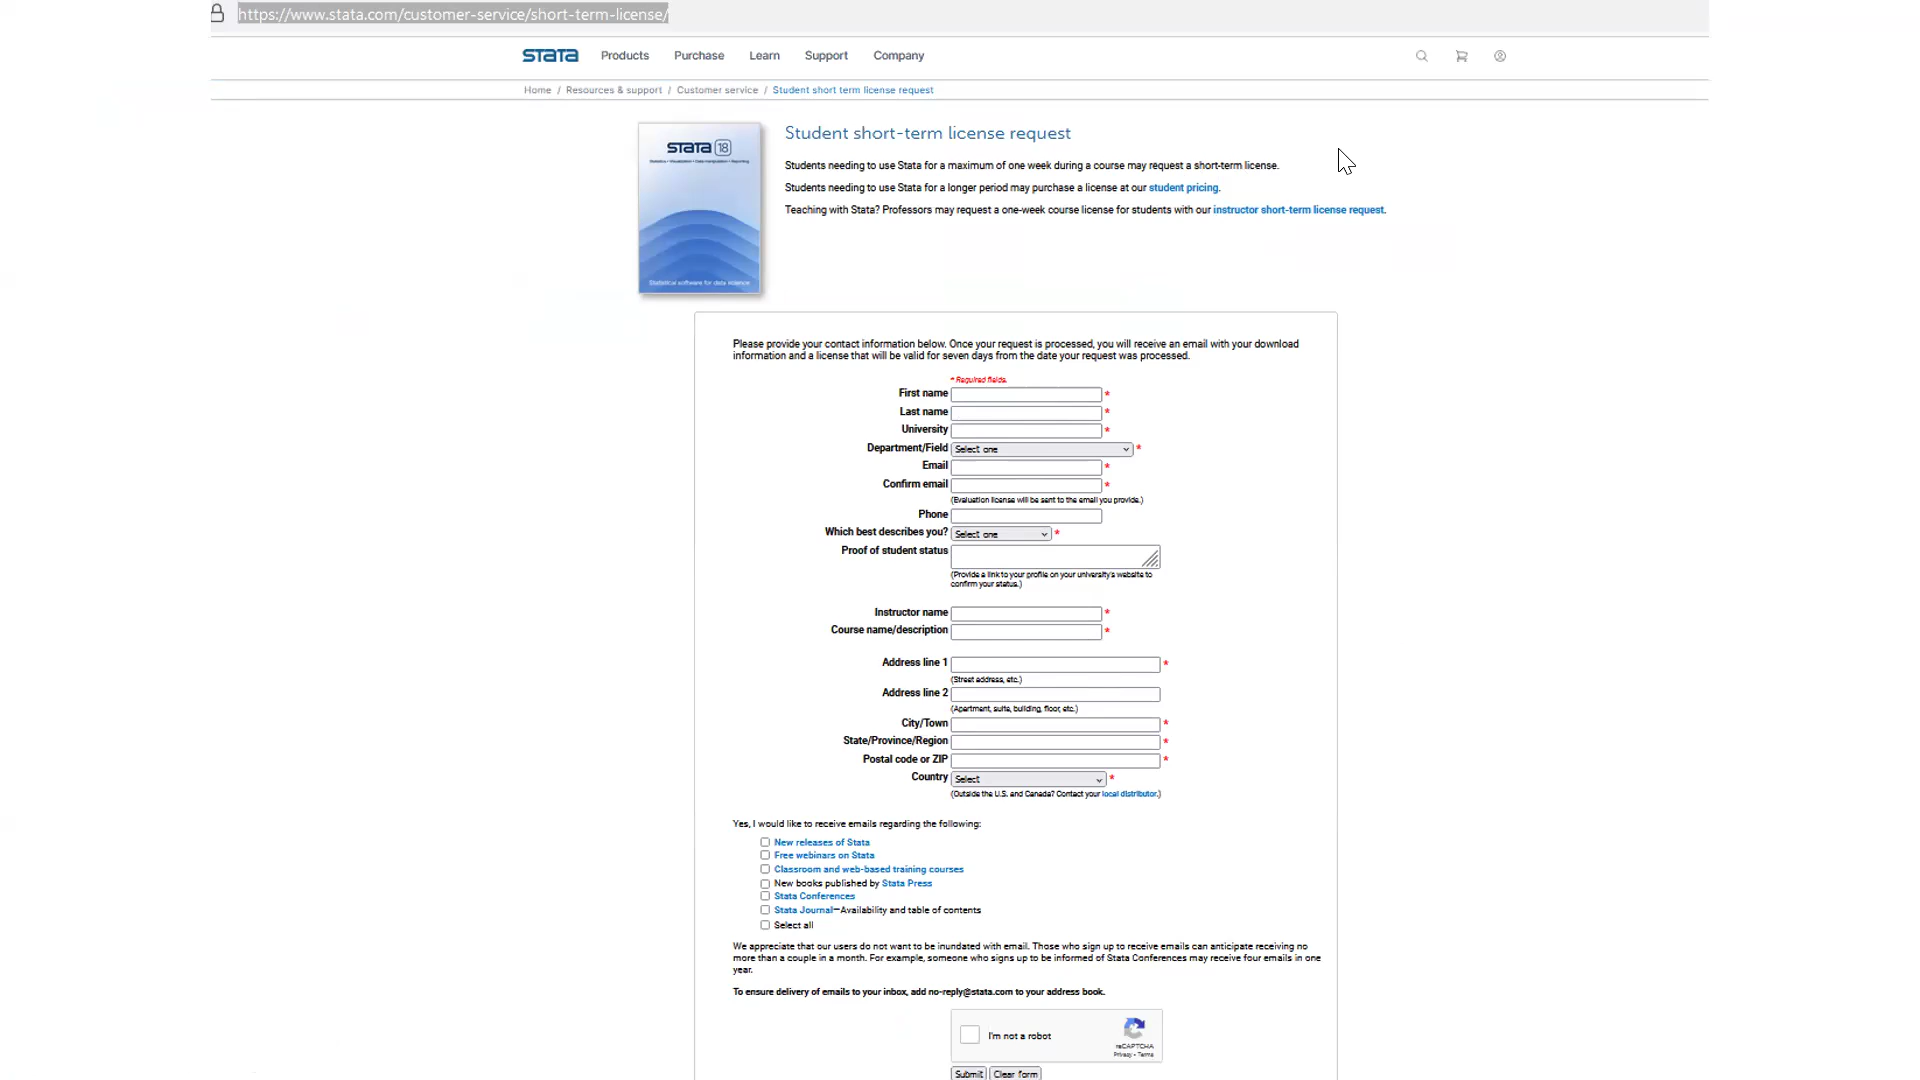 https://www.stata.com/customer-service/short-term-license/
stata Products Purchase Learn Support Company
Home / Resources & support / Customer service / Student short term license request
Student short-term license request
stata 18
Statistics • Visualization • Data manipulation • Reporting
Students needing to use Stata for a maximum of one week during a course may request a short-term license.
Students needing to use Stata for a longer period may purchase a license at our student pricing.
Teaching with Stata? Professors may request a one-week course license for students with our instructor short-term license request.
Statistical software for data science
Please provide your contact information below. Once your request is processed, you will receive an email with your download
information and a license that will be valid for seven days from the date your request was processed.
* Required fields.
First name *
Last name *
University *
Department/Field Select one *
Email *
Confirm email *
(Evaluation license will be sent to the email you provide.)
Phone
Which best describes you? Select one *
Proof of student status
(Provide a link to your profile on your university's website to
confirm your status.)
Instructor name *
Course name/description *
Address line 1 *
(Street address, etc.)
Address line 2
(Apartment, suite, building, floor, etc.)
City/Town *
State/Province/Region *
Postal code or ZIP *
Country Select *
(Outside the U.S. and Canada? Contact your local distributor.)
Yes, I would like to receive emails regarding the following:
New releases of Stata
Free webinars on Stata
Classroom and web-based training courses
New books published by Stata Press
Stata Conferences
Stata Journal—Availability and table of contents
Select all
We appreciate that our users do not want to be inundated with email. Those who sign up to receive emails can anticipate receiving no
more than a couple in a month. For example, someone who signs up to be informed of Stata Conferences may receive four emails in one
year.
To ensure delivery of emails to your inbox, add no-reply@stata.com to your address book.
I'm not a robot
reCAPTCHA
Privacy - Terms
Submit Clear form